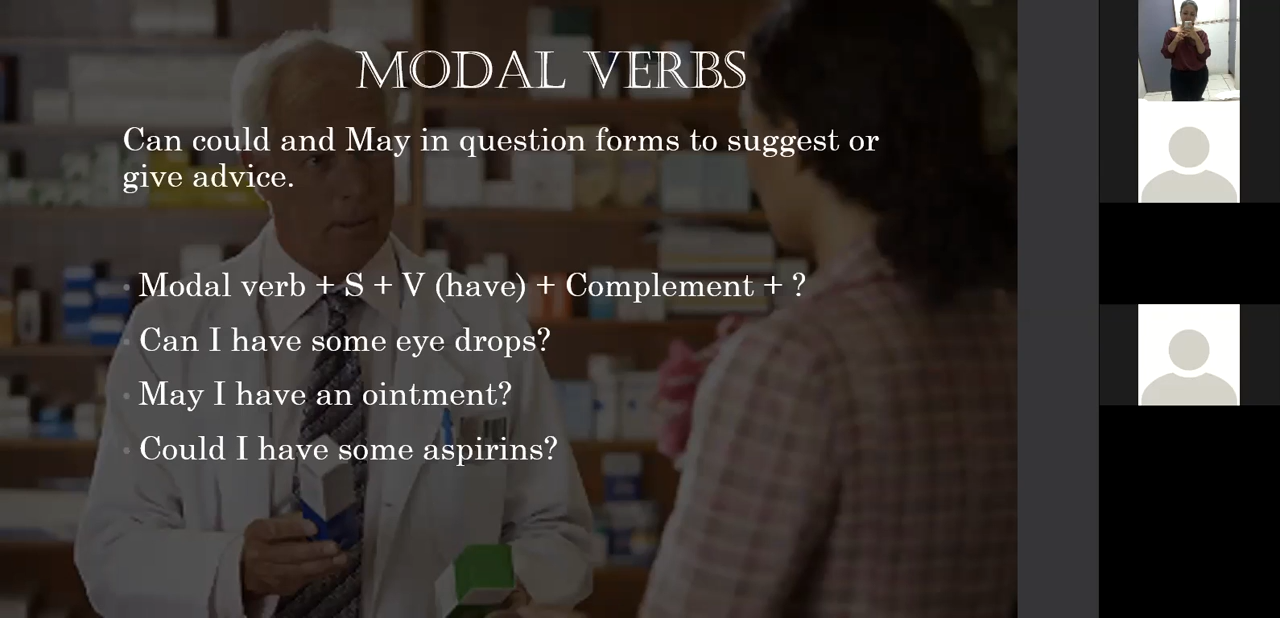 MODAL VERBS
Can could and May in question forms to suggest or
give advice.
Modal verb + S + V (have) + Complement + ?
Can I have some eye drops?
May I have an ointment?
Could I have some aspirins?